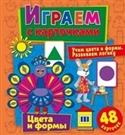 Играем
с карточками
Учим цвета и формы.
Развиваем логику
Цвета
и формы
48
карточек